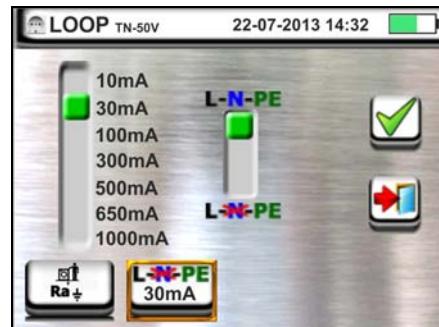 LOOP TN-50V 22-07-2013 14:32
10mA
30mA
100mA
300mA
500mA
650mA
1000mA
L-N-PE
L-N-PE
Ra
L-N-PE
30mA